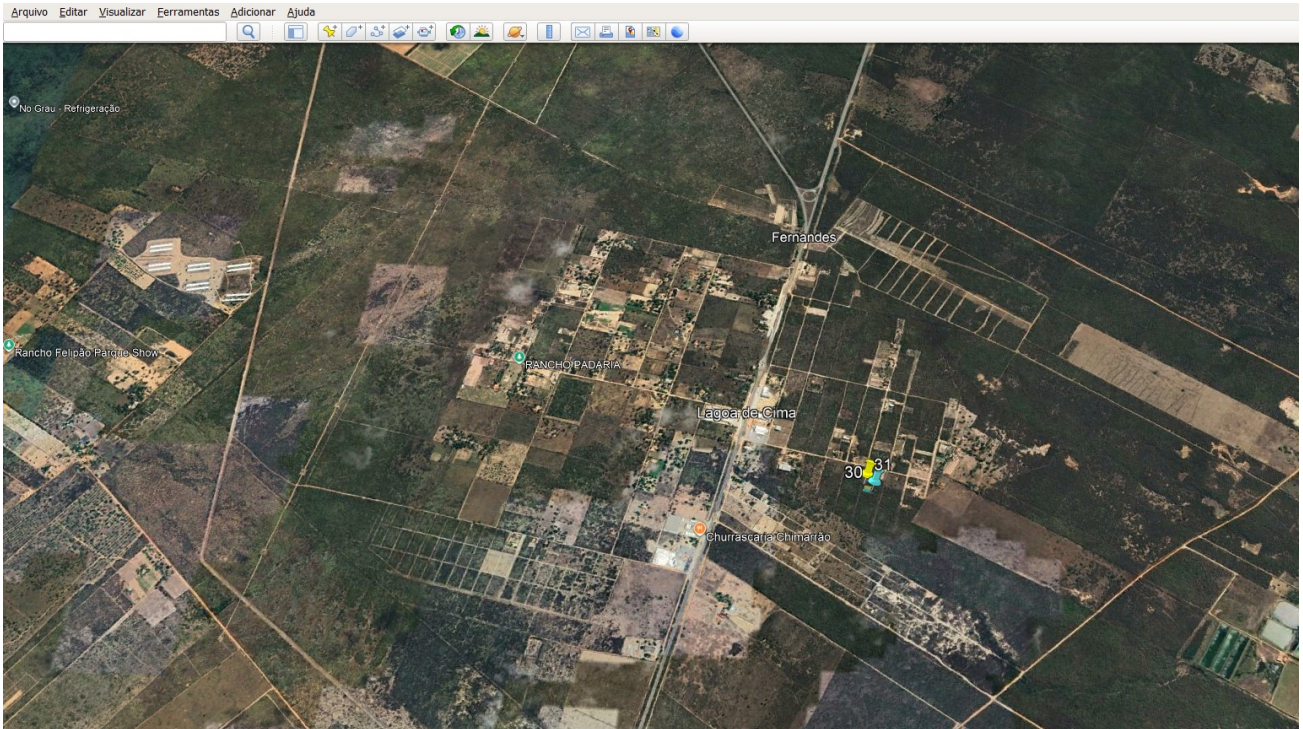 Arquivo Editar Visualizar Ferramentas Adicionar Ajuda
No Grau - Refrigeração
Fernandes
Rancho Felipão Parque Show
RANCHO PADARIA
Lagoa de Cima
30 31
Churrascaria Chimarrão